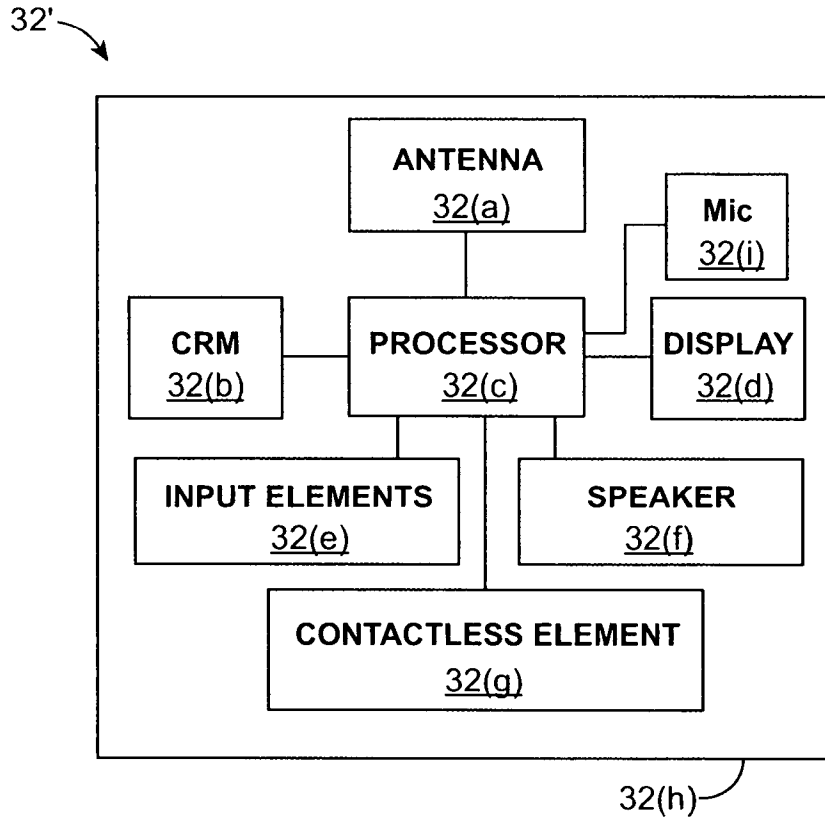 32'
ANTENNA
32(a)
Mic
32(i)
CRM
32(b)
PROCESSOR
32(c)
DISPLAY
32(d)
INPUT ELEMENTS
32(e)
SPEAKER
32(f)
CONTACTLESS ELEMENT
32(g)
32(h)